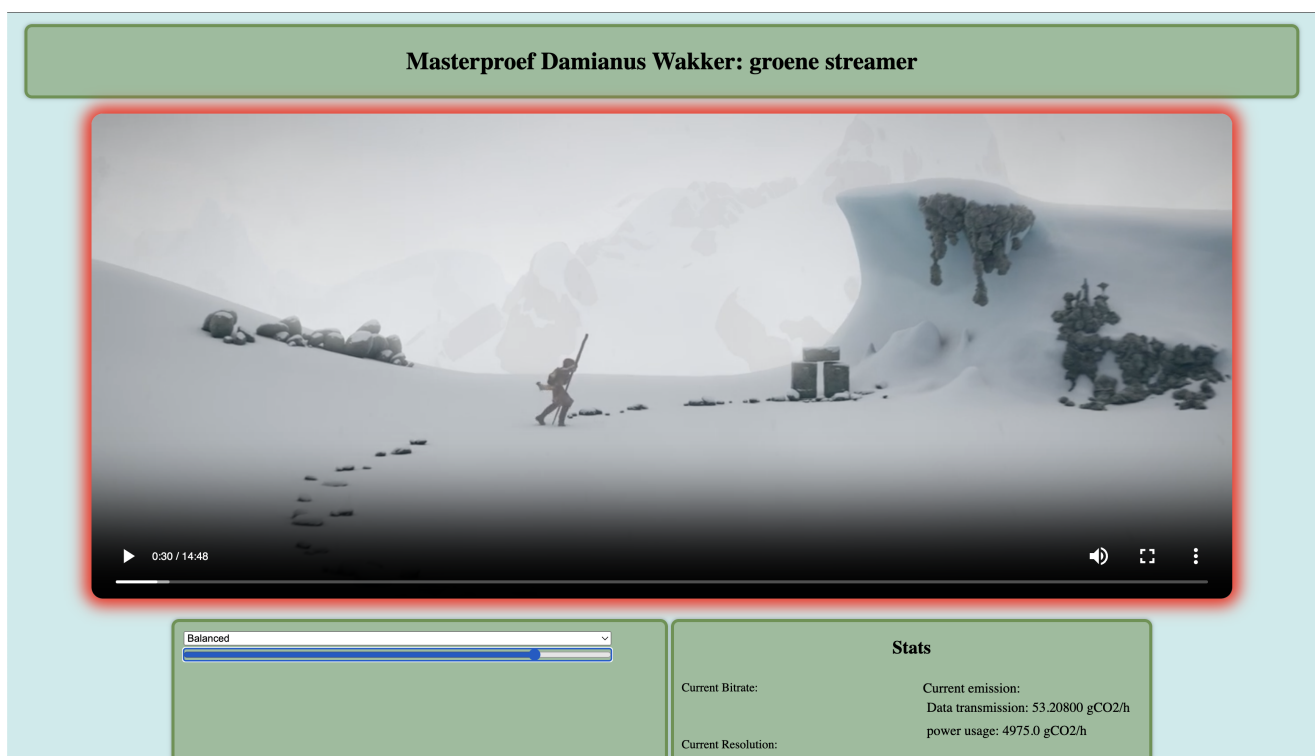 Masterproef Damianus Wakker: groene streamer
0:30 / 14:48
Balanced
Stats
Current Bitrate:
Current emission:
Data transmission: 53.20800 gCO2/h
power usage: 4975.0 gCO2/h
Current Resolution: